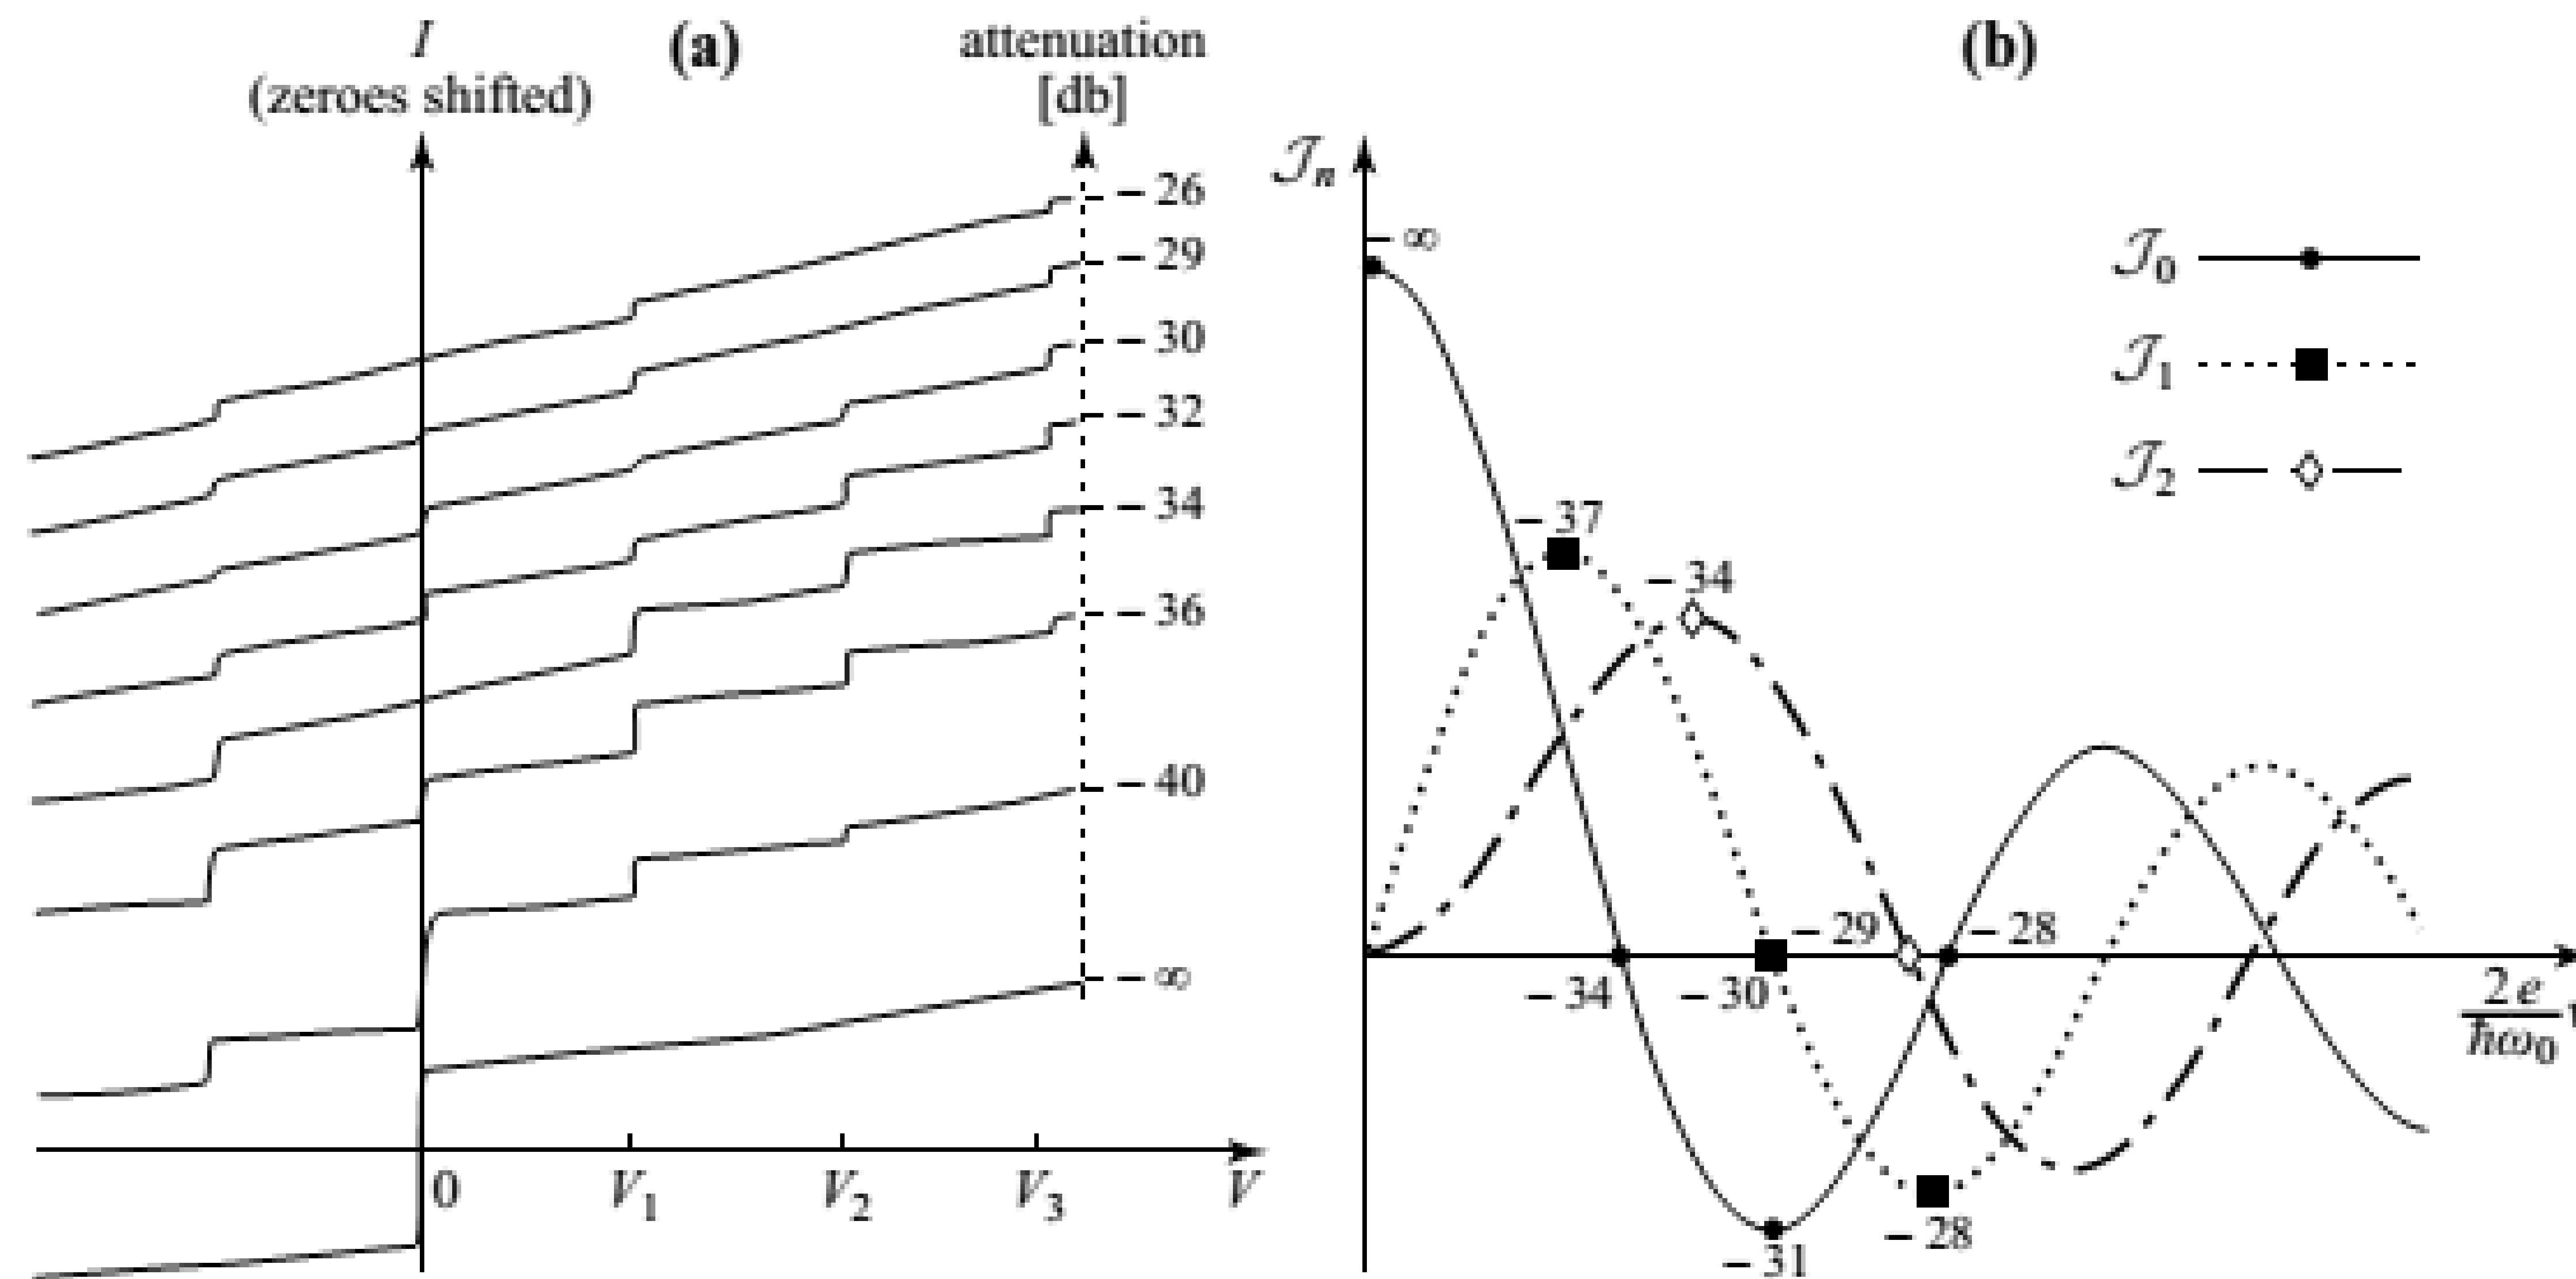 I
(zeroes shifted)
(a)
attenuation
[db]
− 26
− 29
− 30
− 32
− 34
− 36
− 40
− ∞
0
V1
V2
V3
V
(b)
𝒥n
− ∞
𝒥0
𝒥1
𝒥2
− 37
− 34
− 29
− 28
− 34
− 30
− 31
− 28
2 e
ħω0